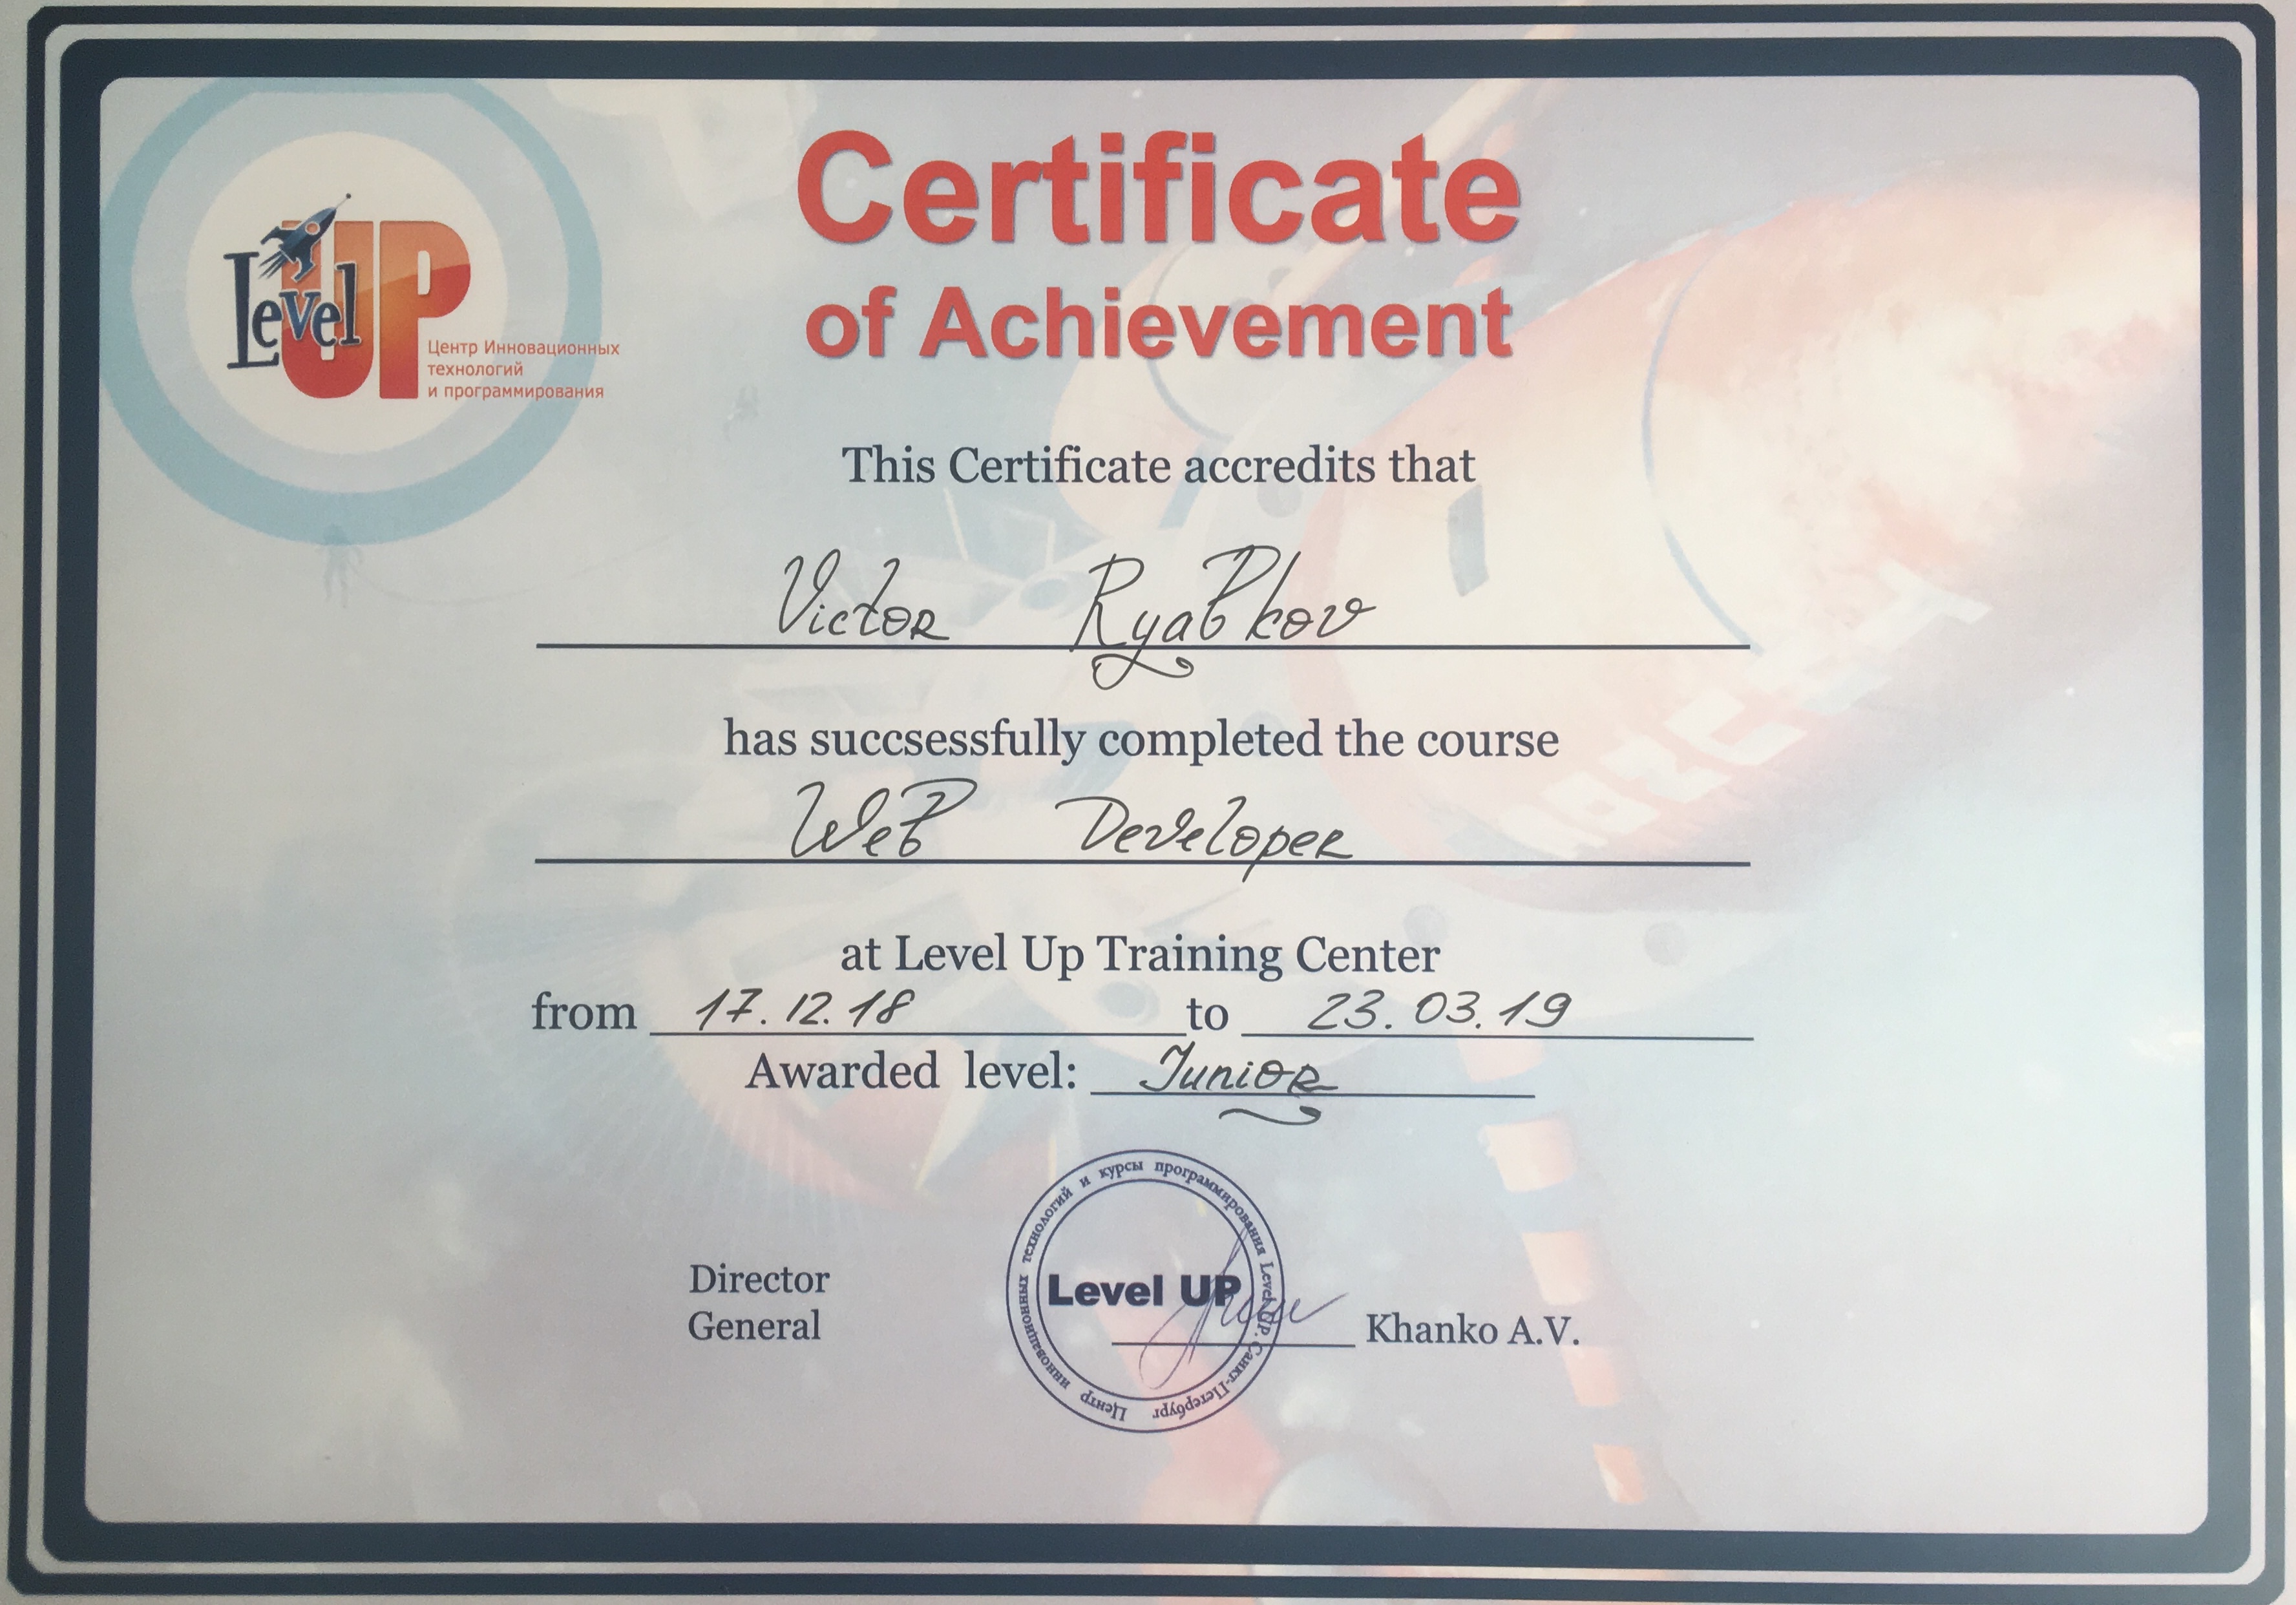 Certificate
of Achievement
Level UP
Центр Инновационных
технологий
и программирования
This Certificate accredits that
Victor Ryabkov
has succsessfully completed the course
Web Developer
at Level Up Training Center
from 17.12.18 to 23.03.19
Awarded level: Junior
Director
General
Центр инновационных технологий и курсы программирования Level UP. Санкт-Петербург
Level UP
Khanko A.V.